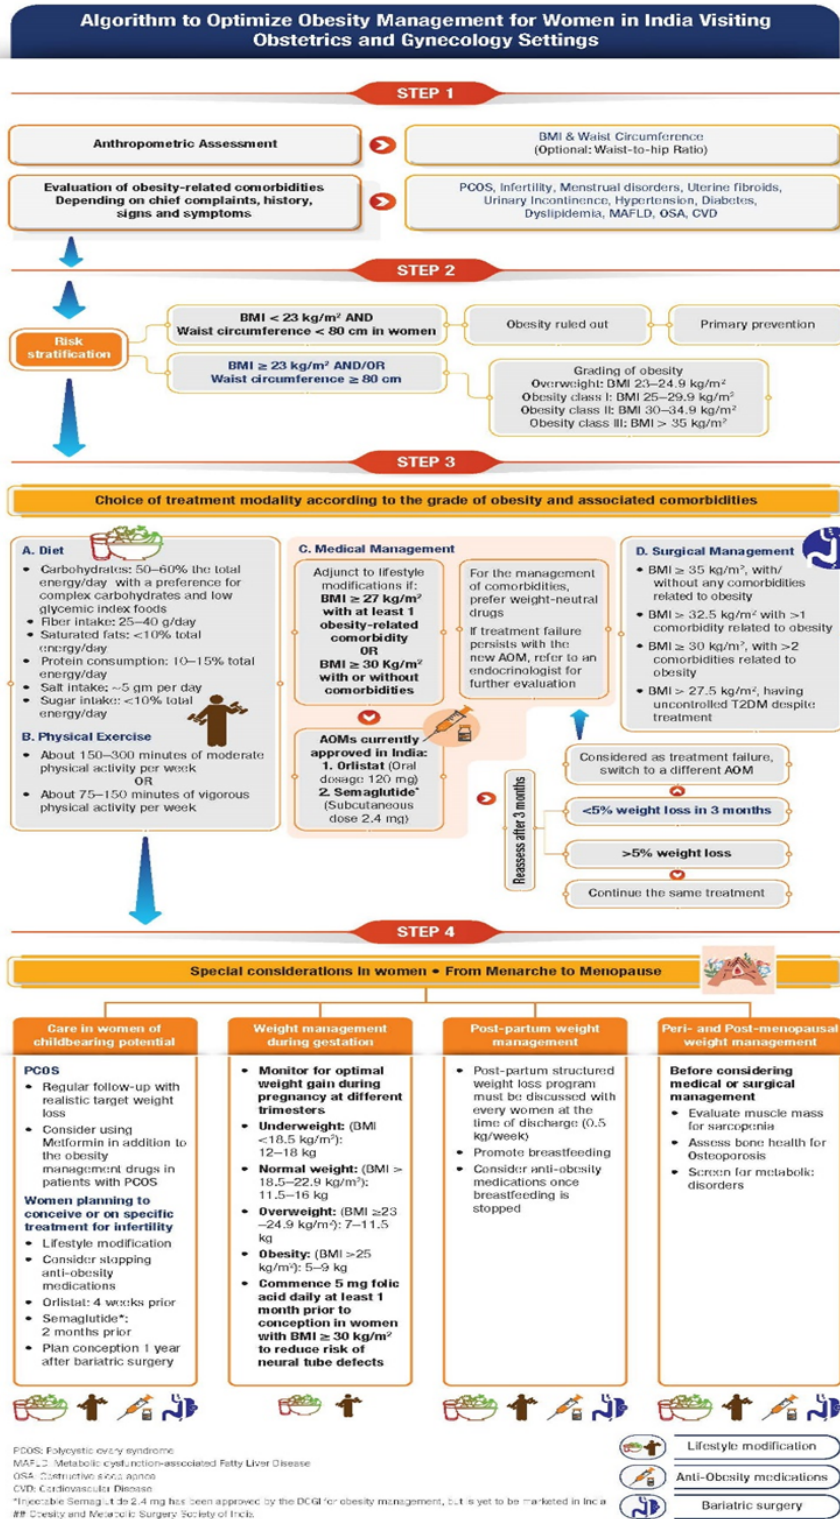 Algorithm to Optimize Obesity Management for Women in India Visiting
Obstetrics and Gynecology Settings
STEP 1
Anthropometric Assessment
BMI & Waist Circumference
(Optional: Waist-to-hip Ratio)
Evaluation of obesity-related comorbidities
Depending on chief complaints, history,
signs and symptoms
PCOS, Infertility, Menstrual disorders, Uterine fibroids,
Urinary Incontinence, Hypertension, Diabetes,
Dyslipidemia, MAFLD, OSA, CVD
STEP 2
Risk
stratification
BMI < 23 kg/m² AND
Waist circumference < 80 cm in women
Obesity ruled out
Primary prevention
BMI ≥ 23 kg/m² AND/OR
Waist circumference ≥ 80 cm
Grading of obesity
Overweight: BMI 23–24.9 kg/m²
Obesity class I: BMI 25–29.9 kg/m²
Obesity class II: BMI 30–34.9 kg/m²
Obesity class III: BMI > 35 kg/m²
STEP 3
Choice of treatment modality according to the grade of obesity and associated comorbidities
A. Diet
• Carbohydrates: 50–60% the total
energy/day with a preference for
complex carbohydrates and low
glycemic index foods
• Fiber intake: 25–40 g/day
• Saturated fats: <10% total
energy/day
• Protein consumption: 10–15% total
energy/day
• Salt intake: ~5 gm per day
• Sugar intake: <10% total
energy/day
B. Physical Exercise
• About 150–300 minutes of moderate
physical activity per week
OR
• About 75–150 minutes of vigorous
physical activity per week
C. Medical Management
Adjunct to lifestyle
modifications if:
BMI ≥ 27 kg/m²
with at least 1
obesity-related
comorbidity
OR
BMI ≥ 30 Kg/m²
with or without
comorbidities
For the management
of comorbidities,
prefer weight-neutral
drugs
If treatment failure
persists with the
new AOM, refer to an
endocrinologist for
further evaluation
AOMs currently
approved in India:
1. Orlistat (Oral
dosage 120 mg)
2. Semaglutide*
(Subcutaneous
dose 2.4 mg)
Reassess after 3 months
D. Surgical Management
• BMI ≥ 35 kg/m², with/
without any comorbidities
related to obesity
• BMI ≥ 32.5 kg/m² with >1
comorbidity related to obesity
• BMI ≥ 30 kg/m², with >2
comorbidities related to
obesity
• BMI > 27.5 kg/m², having
uncontrolled T2DM despite
treatment
Considered as treatment failure,
switch to a different AOM
<5% weight loss in 3 months
>5% weight loss
Continue the same treatment
STEP 4
Special considerations in women • From Menarche to Menopause
Care in women of
childbearing potential
PCOS
• Regular follow-up with
realistic target weight
loss
• Consider using
Metformin in addition to
the obesity
management drugs in
patients with PCOS
Women planning to
conceive or on specific
treatment for infertility
• Lifestyle modification
• Consider stopping
anti-obesity
medications
• Orlistat: 4 weeks prior
• Semaglutide*:
2 months prior
• Plan conception 1 year
after bariatric surgery
Weight management
during gestation
• Monitor for optimal
weight gain during
pregnancy at different
trimesters
• Underweight: (BMI
<18.5 kg/m²):
12–18 kg
• Normal weight: (BMI >
18.5–22.9 kg/m²):
11.5–16 kg
• Overweight: (BMI ≥23
–24.9 kg/m²): 7–11.5
kg
• Obesity: (BMI >25
kg/m²): 5–9 kg
• Commence 5 mg folic
acid daily at least 1
month prior to
conception in women
with BMI ≥ 30 kg/m²
to reduce risk of
neural tube defects
Post-partum weight
management
• Post-partum structured
weight loss program
must be discussed with
every women at the
time of discharge (0.5
kg/week)
• Promote breastfeeding
• Consider anti-obesity
medications once
breastfeeding is
stopped
Peri- and Post-menopausal
weight management
Before considering
medical or surgical
management
• Evaluate muscle mass
for sarcopenia
• Assess bone health for
Osteoporosis
• Screen for metabolic
disorders
PCOS: Polycystic ovary syndrome
MAFLD: Metabolic dysfunction-associated Fatty Liver Disease
OSA: Obstructive sleep apnea
CVD: Cardiovascular Disease
*Injectable Semaglutide 2.4 mg has been approved by the DCGI for obesity management, but is yet to be marketed in India
## Obesity and Metabolic Surgery Society of India
Lifestyle modification
Anti-Obesity medications
Bariatric surgery